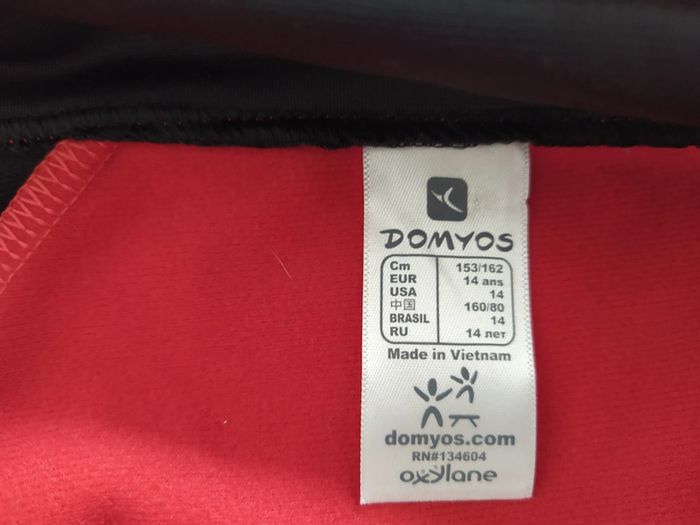 DOMYOS
Cm 153/162
EUR 14 ans
USA 14
中国 160/80
BRASIL 14
RU 14 лет
Made in Vietnam
domyos.com
RN#134604
oxylane